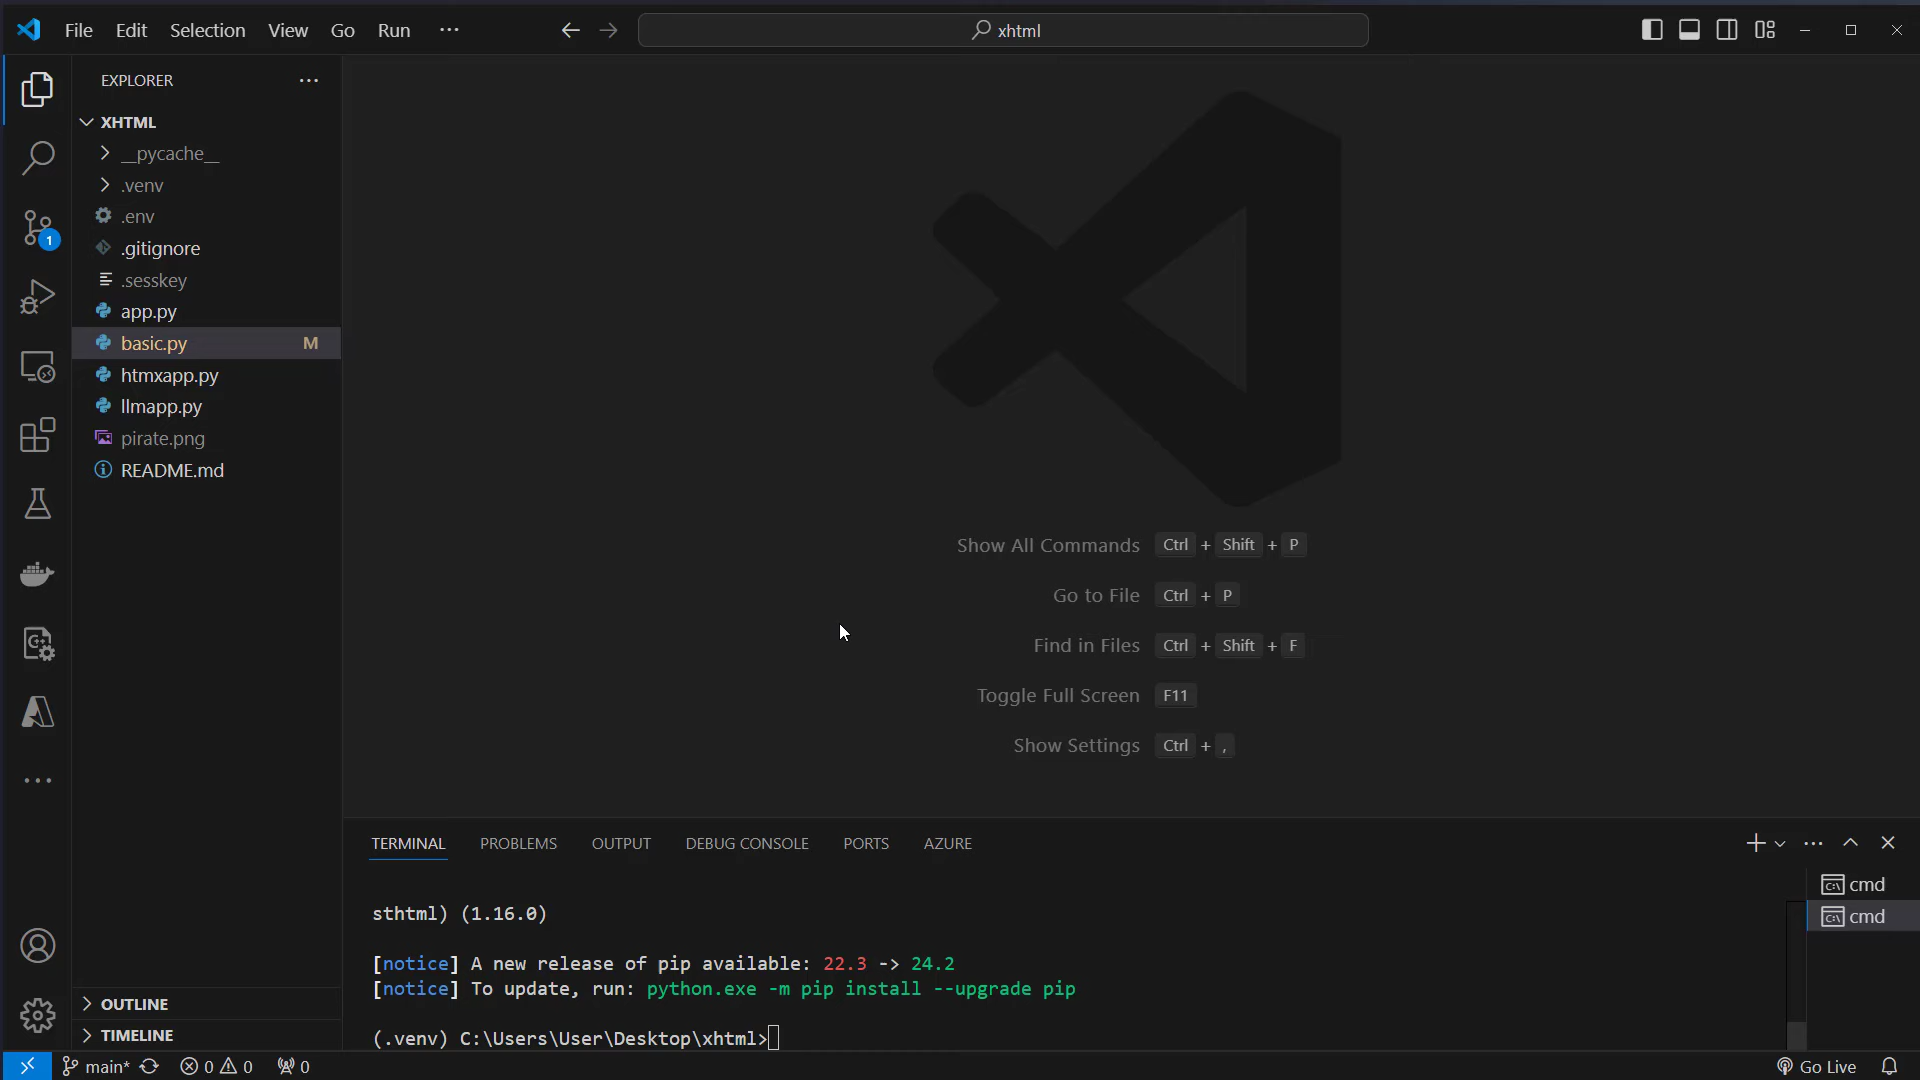 File Edit Selection View Go Run ···
xhtml
EXPLORER
XHTML
__pycache__
.venv
.env
.gitignore
.sesskey
app.py
basic.py M
htmxapp.py
llmapp.py
pirate.png
README.md
OUTLINE
TIMELINE
1
Show All Commands Ctrl + Shift + P
Go to File Ctrl + P
Find in Files Ctrl + Shift + F
Toggle Full Screen F11
Show Settings Ctrl + ,
TERMINAL PROBLEMS OUTPUT DEBUG CONSOLE PORTS AZURE
cmd
cmd
sthtml) (1.16.0)
[notice] A new release of pip available: 22.3 -> 24.2
[notice] To update, run: python.exe -m pip install --upgrade pip
(.venv) C:\Users\User\Desktop\xhtml>
main* 0 0 0 Go Live